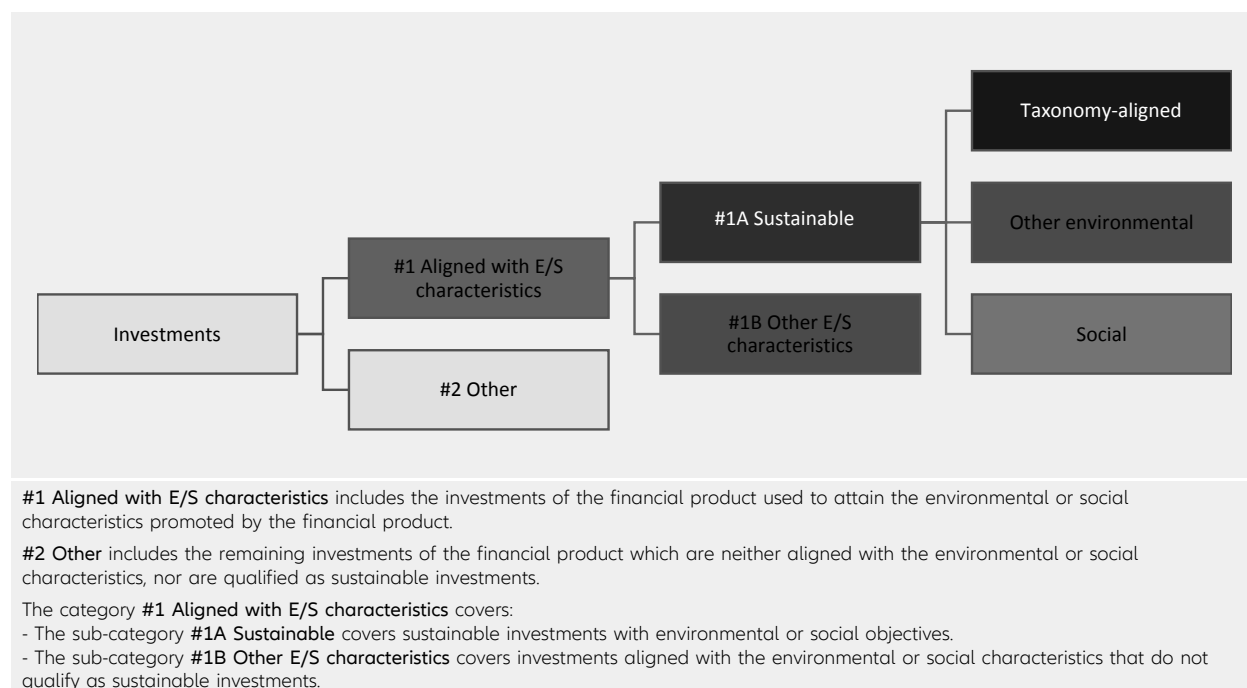 Taxonomy-aligned
#1A Sustainable
Other environmental
#1 Aligned with E/S
characteristics
Investments
#1B Other E/S
characteristics
Social
#2 Other
#1 Aligned with E/S characteristics includes the investments of the financial product used to attain the environmental or social
characteristics promoted by the financial product.
#2 Other includes the remaining investments of the financial product which are neither aligned with the environmental or social
characteristics, nor are qualified as sustainable investments.
The category #1 Aligned with E/S characteristics covers:
- The sub-category #1A Sustainable covers sustainable investments with environmental or social objectives.
- The sub-category #1B Other E/S characteristics covers investments aligned with the environmental or social characteristics that do not
qualify as sustainable investments.